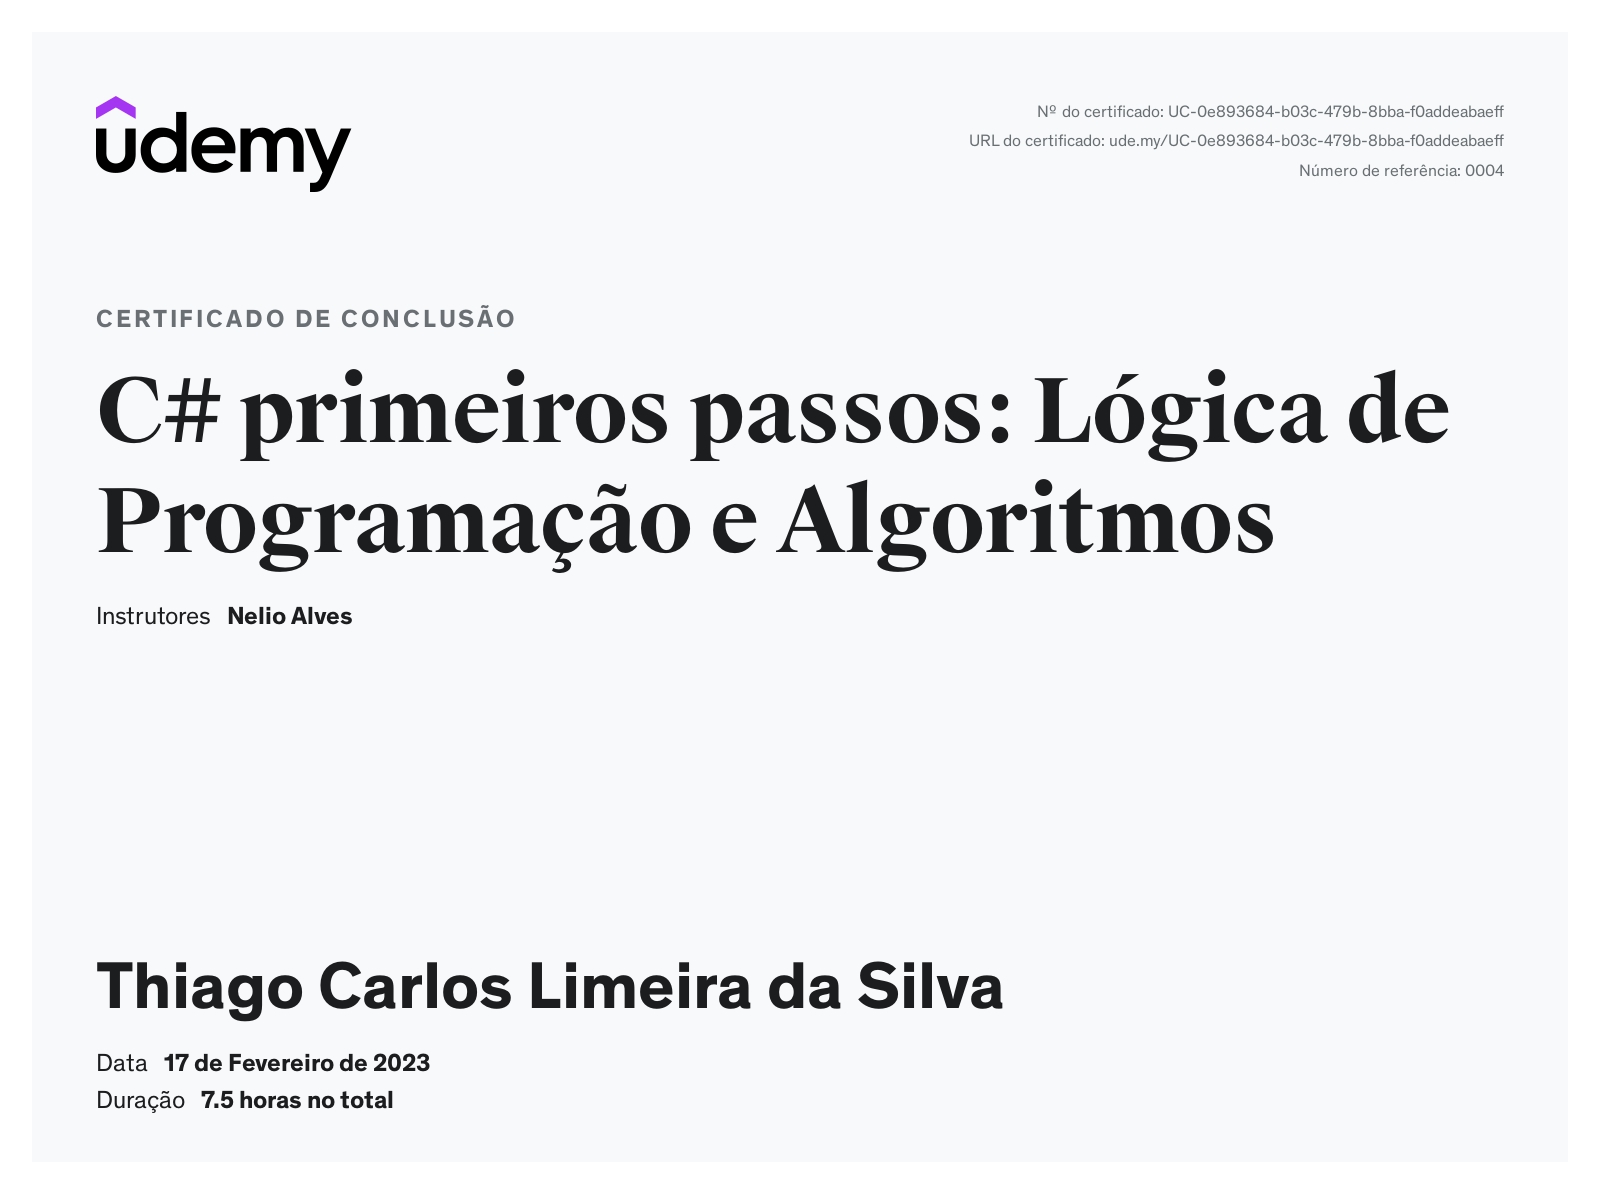 udemy
Nº do certificado: UC-0e893684-b03c-479b-8bba-f0addeabaeff
URL do certificado: ude.my/UC-0e893684-b03c-479b-8bba-f0addeabaeff
Número de referência: 0004
CERTIFICADO DE CONCLUSÃO
C# primeiros passos: Lógica de
Programação e Algoritmos
Instrutores Nelio Alves
Thiago Carlos Limeira da Silva
Data 17 de Fevereiro de 2023
Duração 7.5 horas no total